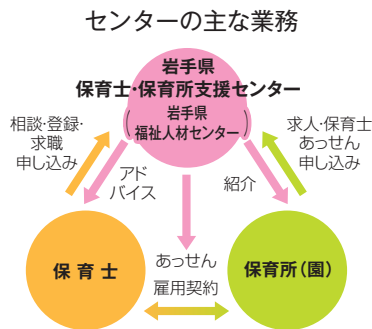 センターの主な業務
岩手県
保育士・保育所支援センター
（岩手県
福祉人材センター）
相談・登録・
求職
申し込み
求人・保育士
あっせん
申し込み
アド
バイス
紹介
保育士
あっせん
雇用契約
保育所（園）